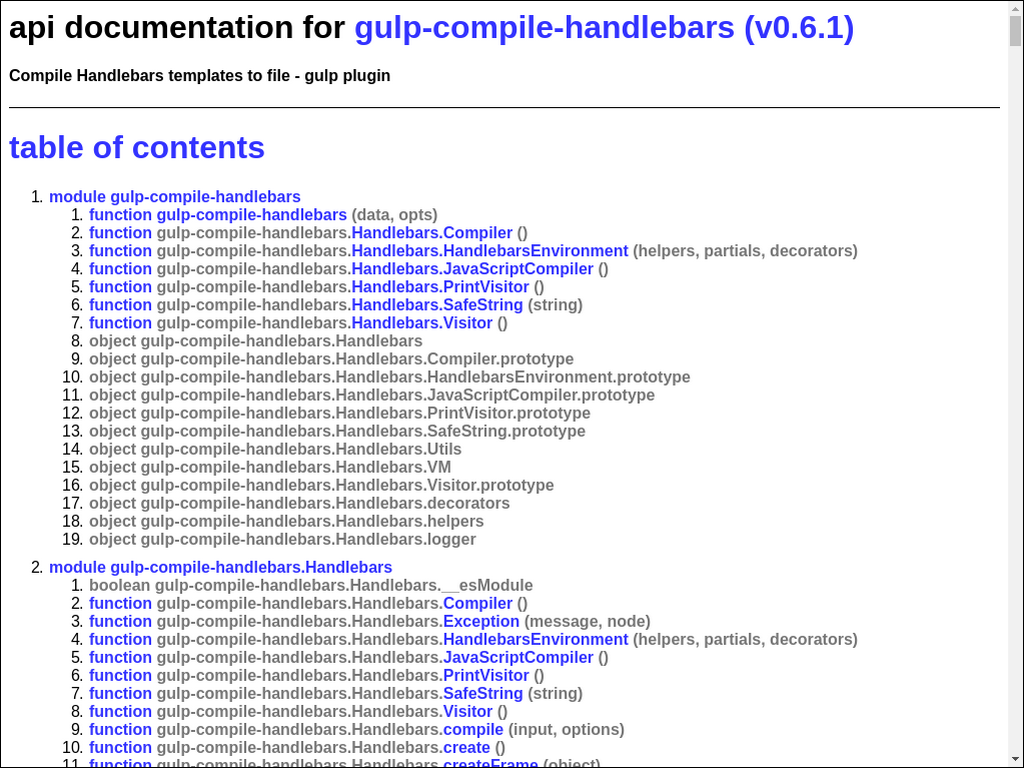 api documentation for gulp-compile-handlebars (v0.6.1)
Compile Handlebars templates to file - gulp plugin
table of contents
1. module gulp-compile-handlebars
1. function gulp-compile-handlebars (data, opts)
2. function gulp-compile-handlebars.Handlebars.Compiler ()
3. function gulp-compile-handlebars.Handlebars.HandlebarsEnvironment (helpers, partials, decorators)
4. function gulp-compile-handlebars.Handlebars.JavaScriptCompiler ()
5. function gulp-compile-handlebars.Handlebars.PrintVisitor ()
6. function gulp-compile-handlebars.Handlebars.SafeString (string)
7. function gulp-compile-handlebars.Handlebars.Visitor ()
8. object gulp-compile-handlebars.Handlebars
9. object gulp-compile-handlebars.Handlebars.Compiler.prototype
10. object gulp-compile-handlebars.Handlebars.HandlebarsEnvironment.prototype
11. object gulp-compile-handlebars.Handlebars.JavaScriptCompiler.prototype
12. object gulp-compile-handlebars.Handlebars.PrintVisitor.prototype
13. object gulp-compile-handlebars.Handlebars.SafeString.prototype
14. object gulp-compile-handlebars.Handlebars.Utils
15. object gulp-compile-handlebars.Handlebars.VM
16. object gulp-compile-handlebars.Handlebars.Visitor.prototype
17. object gulp-compile-handlebars.Handlebars.decorators
18. object gulp-compile-handlebars.Handlebars.helpers
19. object gulp-compile-handlebars.Handlebars.logger
2. module gulp-compile-handlebars.Handlebars
1. boolean gulp-compile-handlebars.Handlebars.__esModule
2. function gulp-compile-handlebars.Handlebars.Compiler ()
3. function gulp-compile-handlebars.Handlebars.Exception (message, node)
4. function gulp-compile-handlebars.Handlebars.HandlebarsEnvironment (helpers, partials, decorators)
5. function gulp-compile-handlebars.Handlebars.JavaScriptCompiler ()
6. function gulp-compile-handlebars.Handlebars.PrintVisitor ()
7. function gulp-compile-handlebars.Handlebars.SafeString (string)
8. function gulp-compile-handlebars.Handlebars.Visitor ()
9. function gulp-compile-handlebars.Handlebars.compile (input, options)
10. function gulp-compile-handlebars.Handlebars.create ()
11. function gulp-compile-handlebars.Handlebars.createFrame (object)